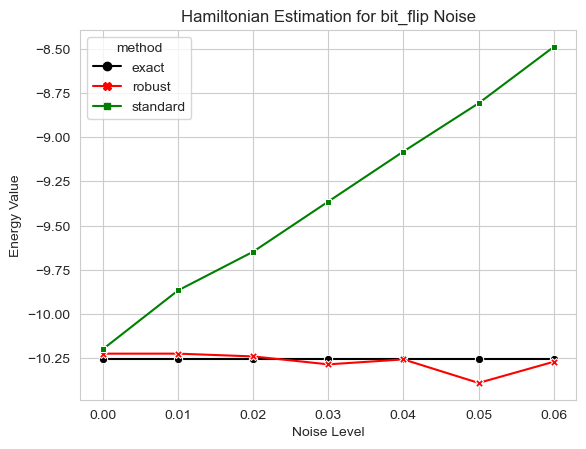 Hamiltonian Estimation for bit_flip Noise
method
exact
robust
standard
Energy Value
−8.50
−8.75
−9.00
−9.25
−9.50
−9.75
−10.00
−10.25
0.00 0.01 0.02 0.03 0.04 0.05 0.06
Noise Level